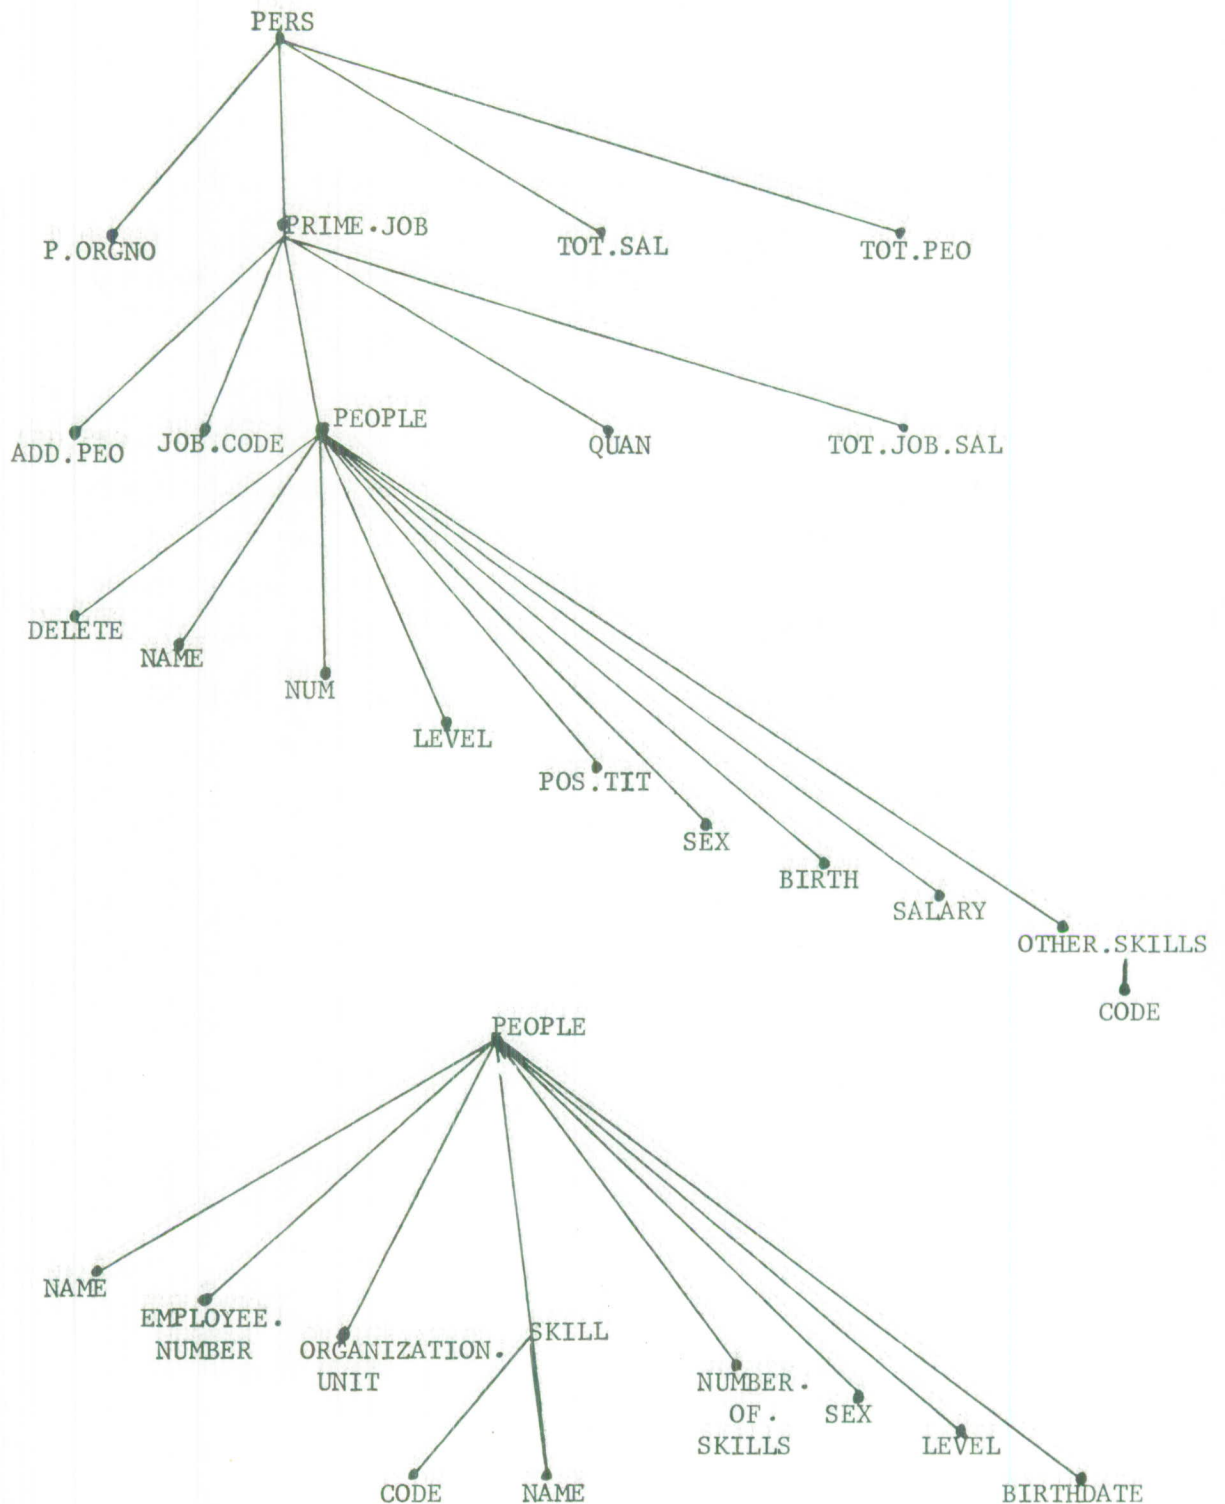 PERS
P.ORGNO
PRIME.JOB
TOT.SAL
TOT.PEO
ADD.PEO
JOB.CODE
PEOPLE
QUAN
TOT.JOB.SAL
DELETE
NAME
NUM
LEVEL
POS.TIT
SEX
BIRTH
SALARY
OTHER.SKILLS
CODE
PEOPLE
NAME
EMPLOYEE.
NUMBER
ORGANIZATION.
UNIT
SKILL
CODE
NAME
NUMBER.
OF.
SKILLS
SEX
LEVEL
BIRTHDATE